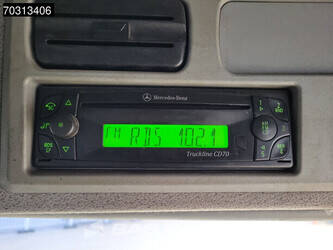 70313406
Mercedes-Benz
FM RDS 102.1
Truckline CD70